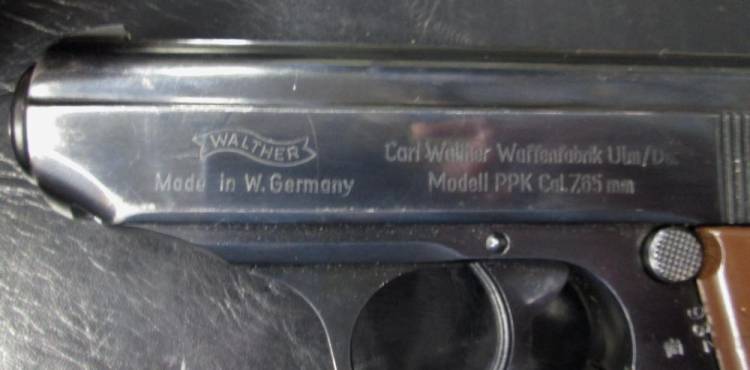 WALTHER
Made in W. Germany
Carl Walther Waffenfabrik Ulm/Do.
Modell PPK Cal. 7,65 mm